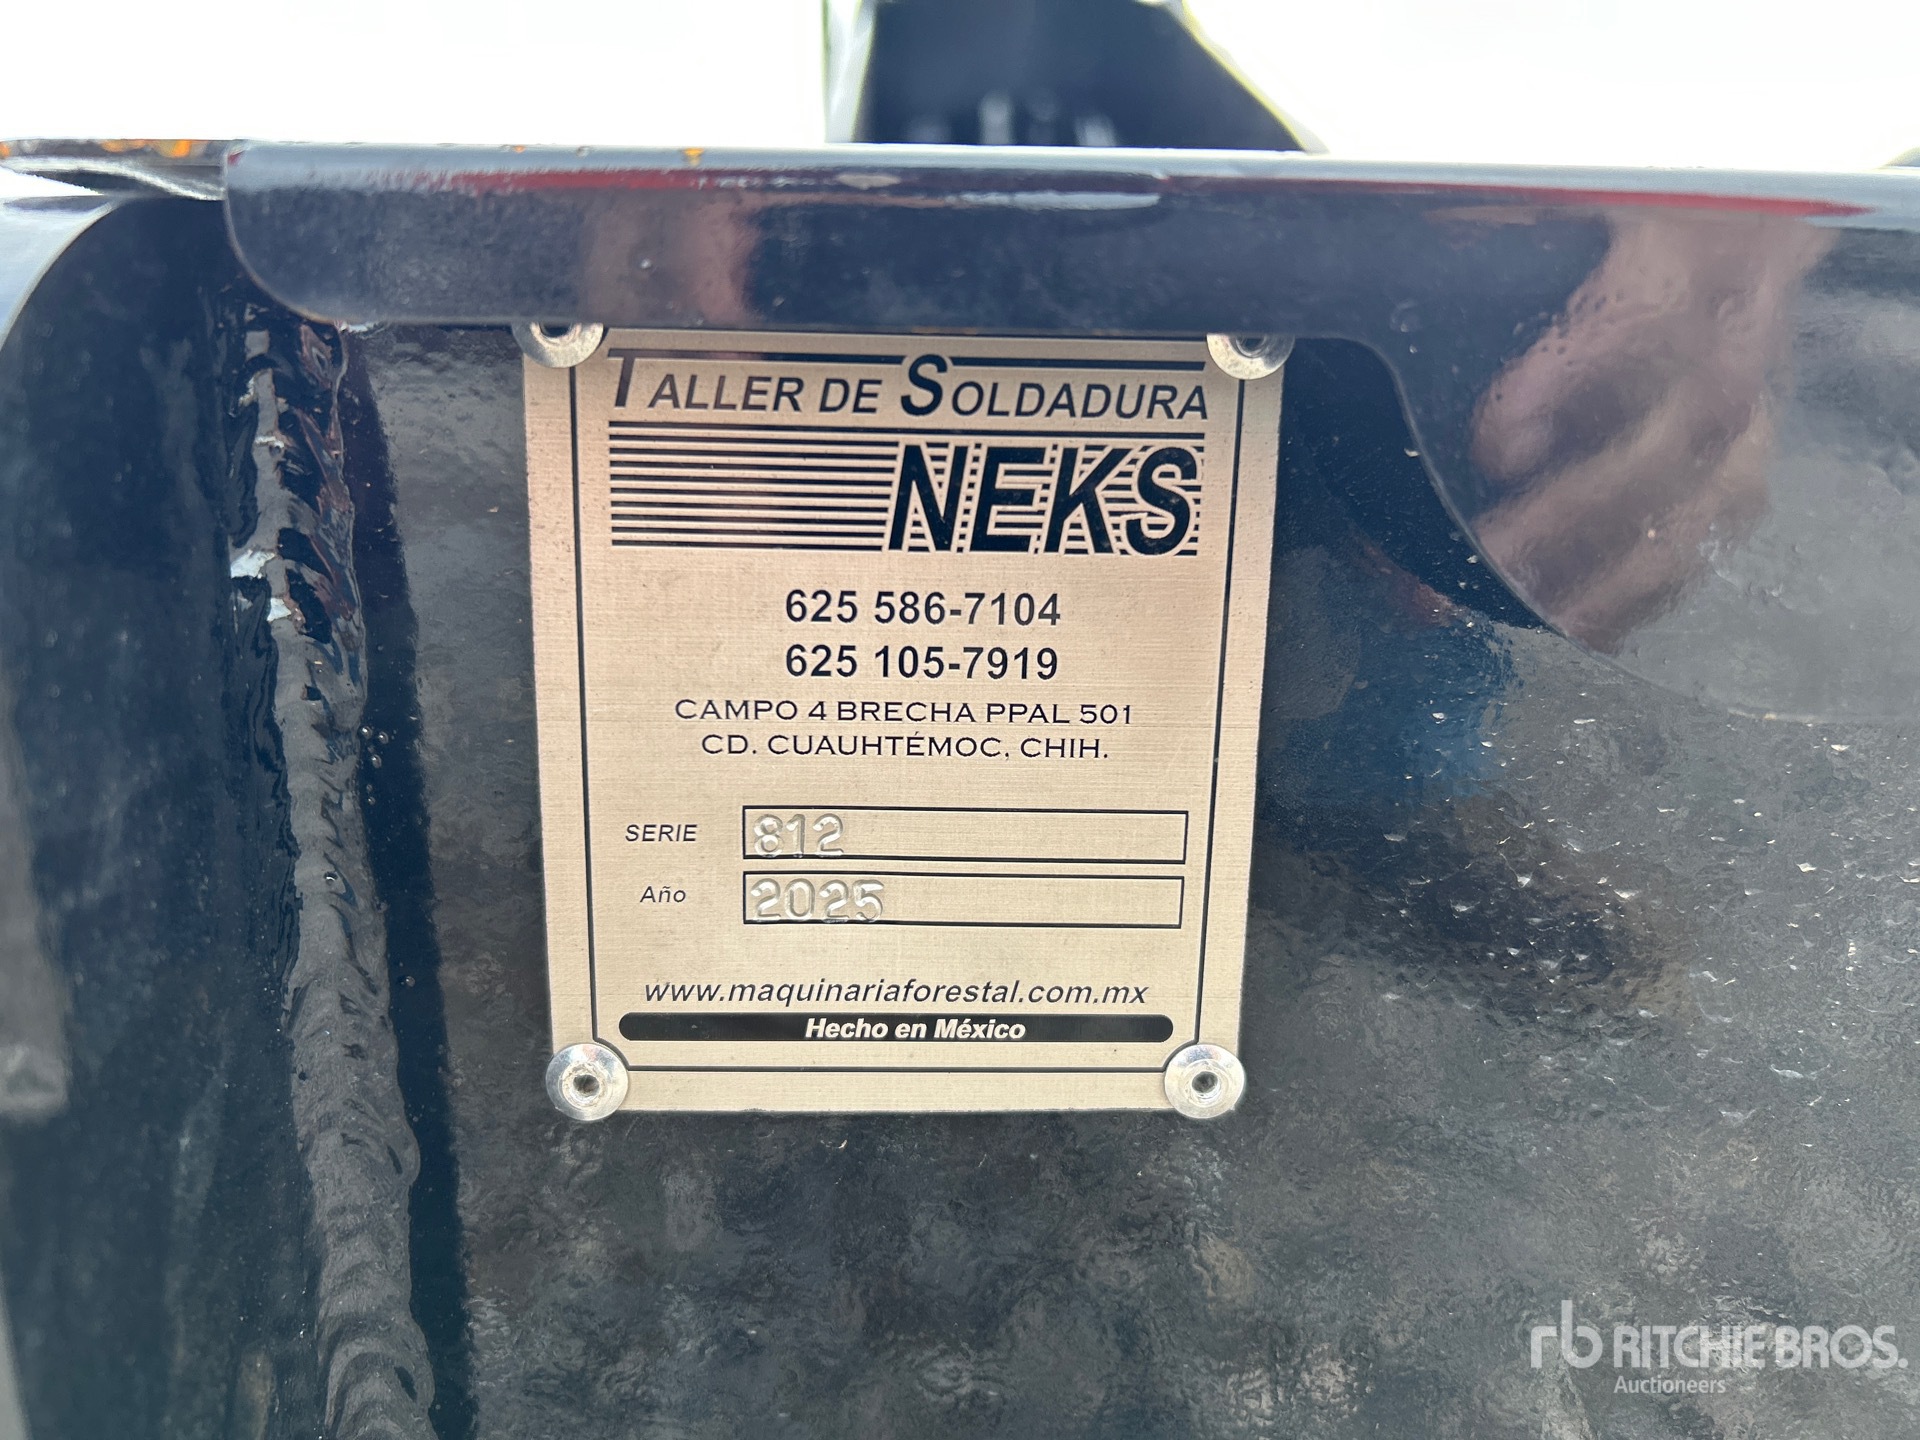 TALLER DE SOLDADURA
NEKS
625 586-7104
625 105-7919
CAMPO 4 BRECHA PPAL 501
CD. CUAUHTÉMOC, CHIH.
SERIE 812
Año 2025
www.maquinariaforestal.com.mx
Hecho en México
rb RITCHIE BROS.
Auctioneers